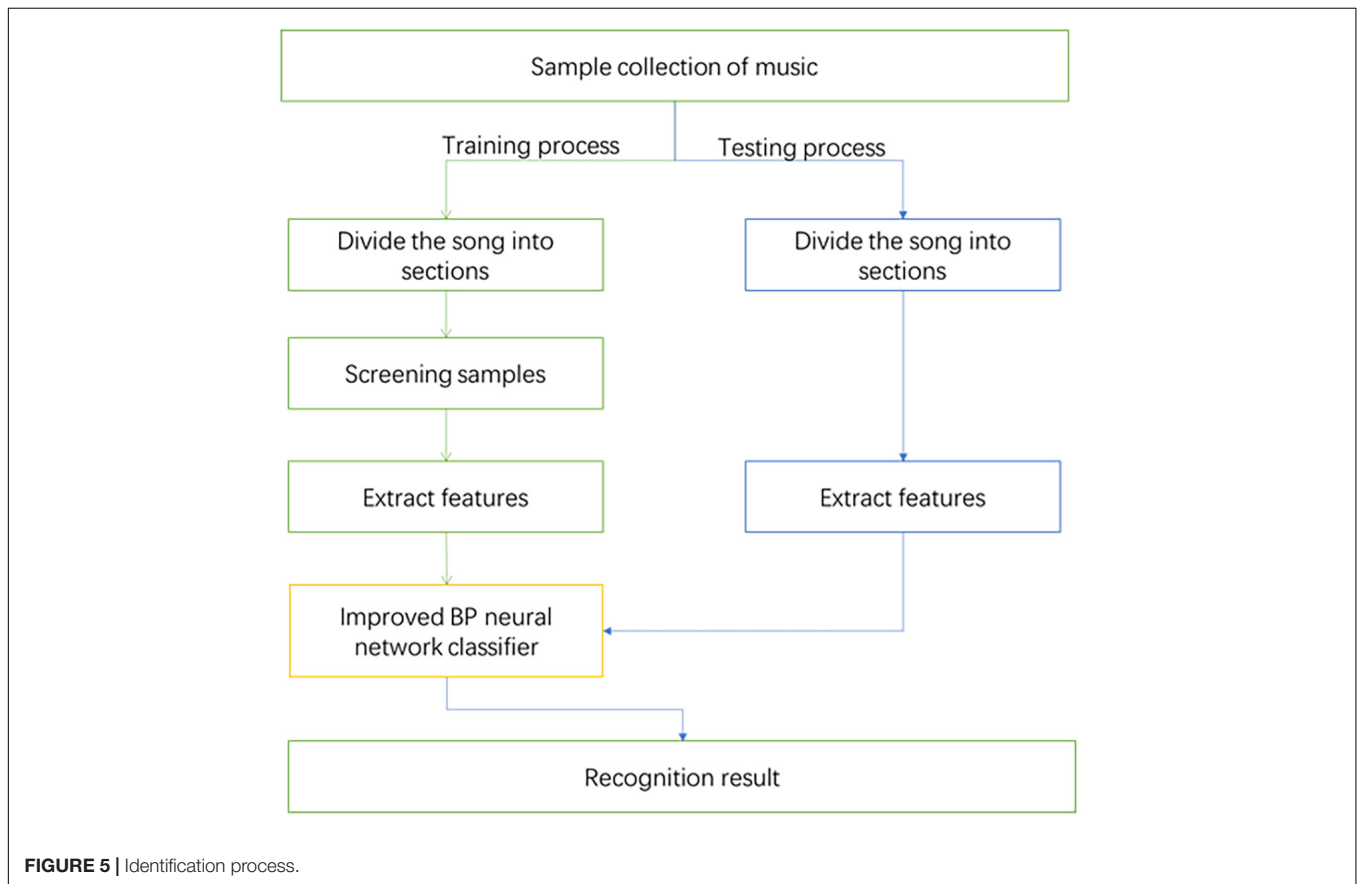 Sample collection of music
Training process
Testing process
Divide the song into
sections
Divide the song into
sections
Screening samples
Extract features
Extract features
Improved BP neural
network classifier
Recognition result
FIGURE 5 | Identification process.